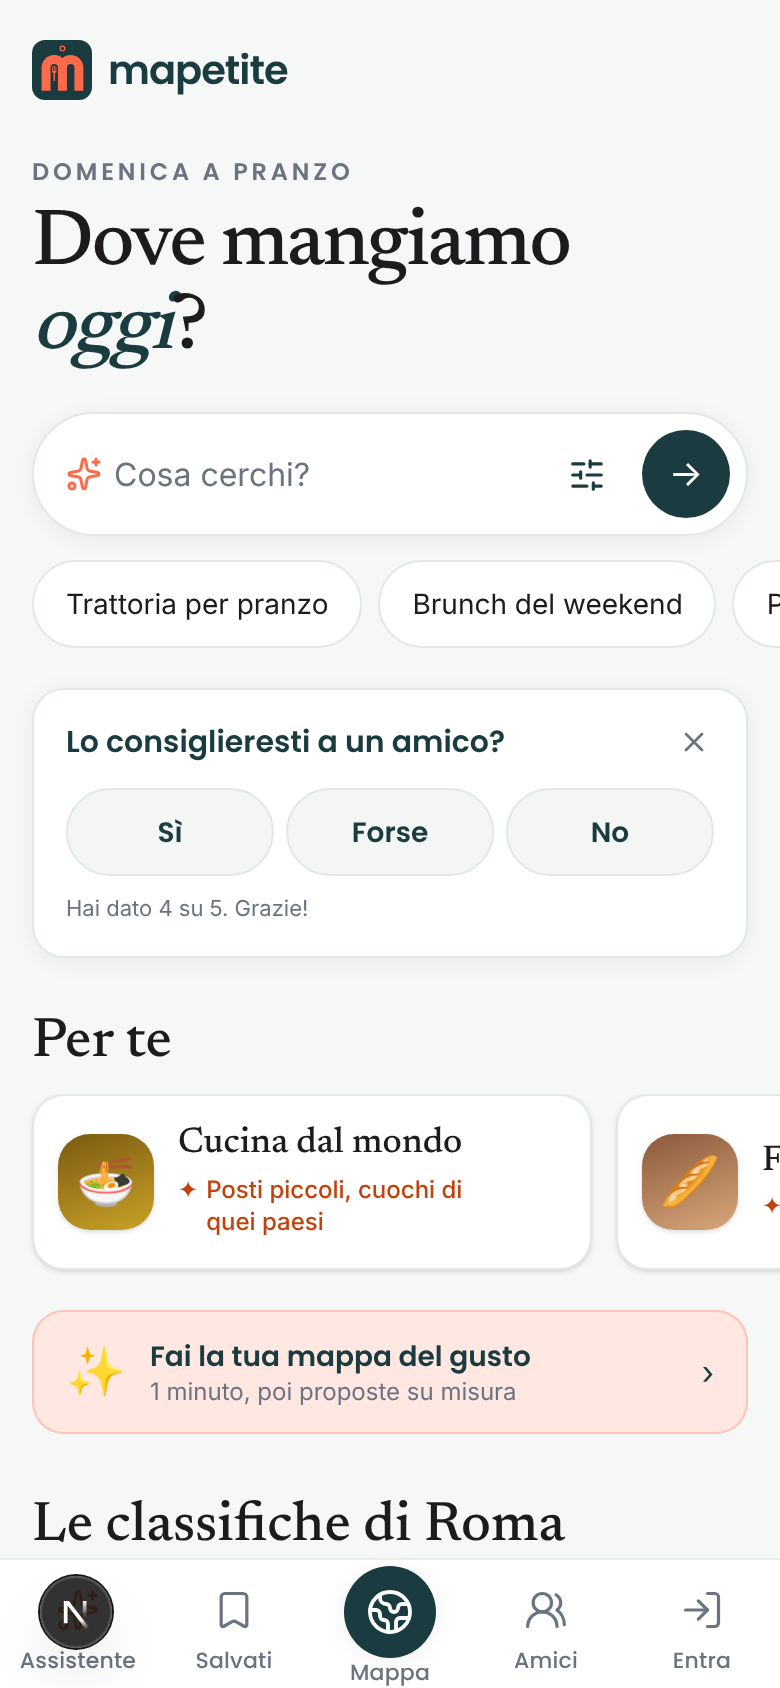 mapetite
DOMENICA A PRANZO
Dove mangiamo
oggi?
Cosa cerchi?
Trattoria per pranzo
Brunch del weekend
P
Lo consiglieresti a un amico?
Sì
Forse
No
Hai dato 4 su 5. Grazie!
Per te
Cucina dal mondo
Posti piccoli, cuochi di
quei paesi
F
Fai la tua mappa del gusto
1 minuto, poi proposte su misura
Le classifiche di Roma
N
Assistente
Salvati
Mappa
Amici
Entra